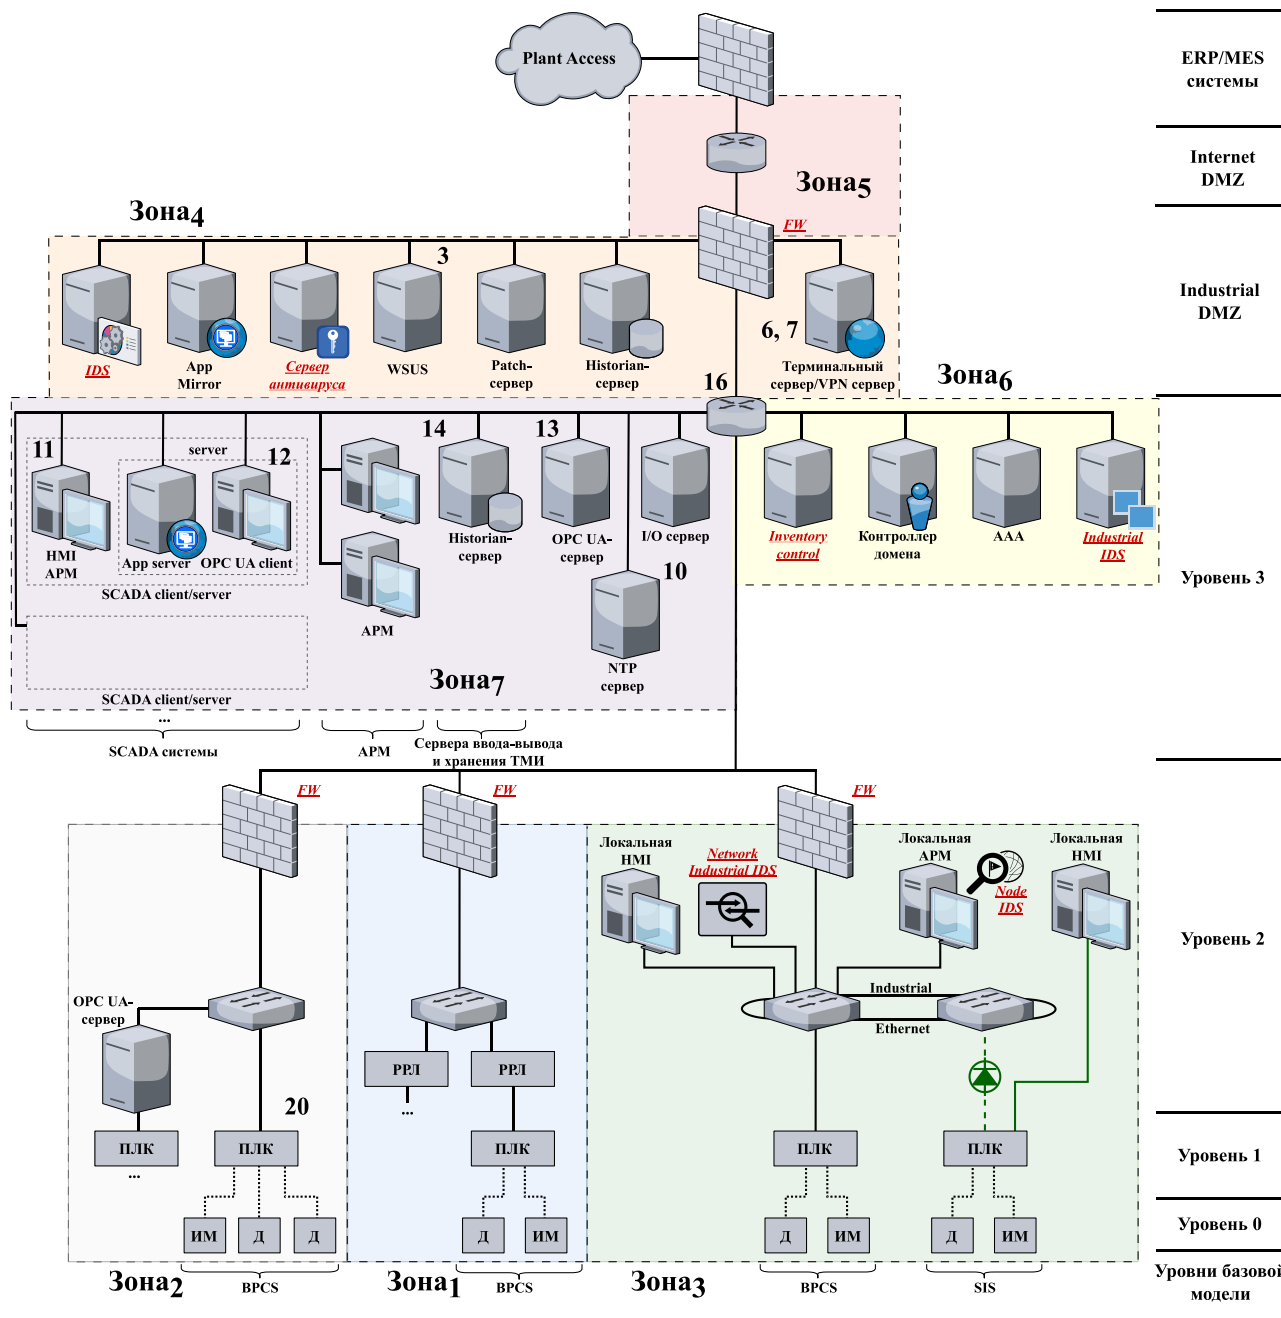 Plant Access
ERP/MES
системы
Internet
DMZ
Зона5
Зона4
FW
3
Industrial
DMZ
6, 7
IDS
App
Mirror
Сервер
антивируса
WSUS
Patch-
сервер
Historian-
сервер
Терминальный
сервер/VPN сервер
16
Зона6
11
server
12
14
13
HMI
АРМ
App server
OPC UA client
SCADA client/server
Historian-
сервер
OPC UA-
сервер
I/O сервер
Inventory
control
Контроллер
домена
AAA
Industrial
IDS
10
Уровень 3
АРМ
NTP
сервер
Зона7
SCADA client/server
...
SCADA системы
АРМ
Сервера ввода-вывода
и хранения ТМИ
FW
FW
FW
Локальная
HMI
Network
Industrial IDS
Локальная
АРМ
Node
IDS
Локальная
HMI
Уровень 2
OPC UA-
сервер
Industrial
Ethernet
РРЛ
...
РРЛ
20
ПЛК
...
ПЛК
ПЛК
ПЛК
ПЛК
Уровень 1
ИМ
Д
Д
Д
ИМ
Д
ИМ
Д
ИМ
Уровень 0
Зона2
BPCS
Зона1
BPCS
Зона3
BPCS
SIS
Уровни базовой
модели